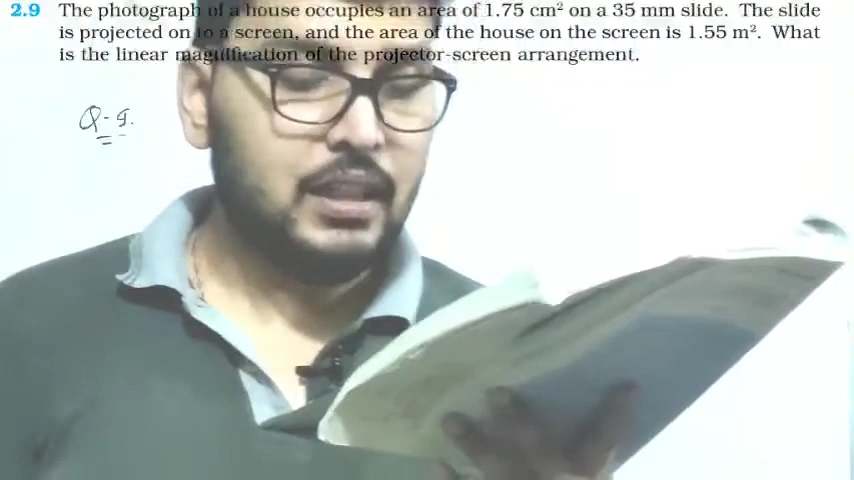 2.9 The photograph of a house occupies an area of 1.75 cm² on a 35 mm slide. The slide
is projected on to a screen, and the area of the house on the screen is 1.55 m². What
is the linear magnification of the projector-screen arrangement.
Q-9.